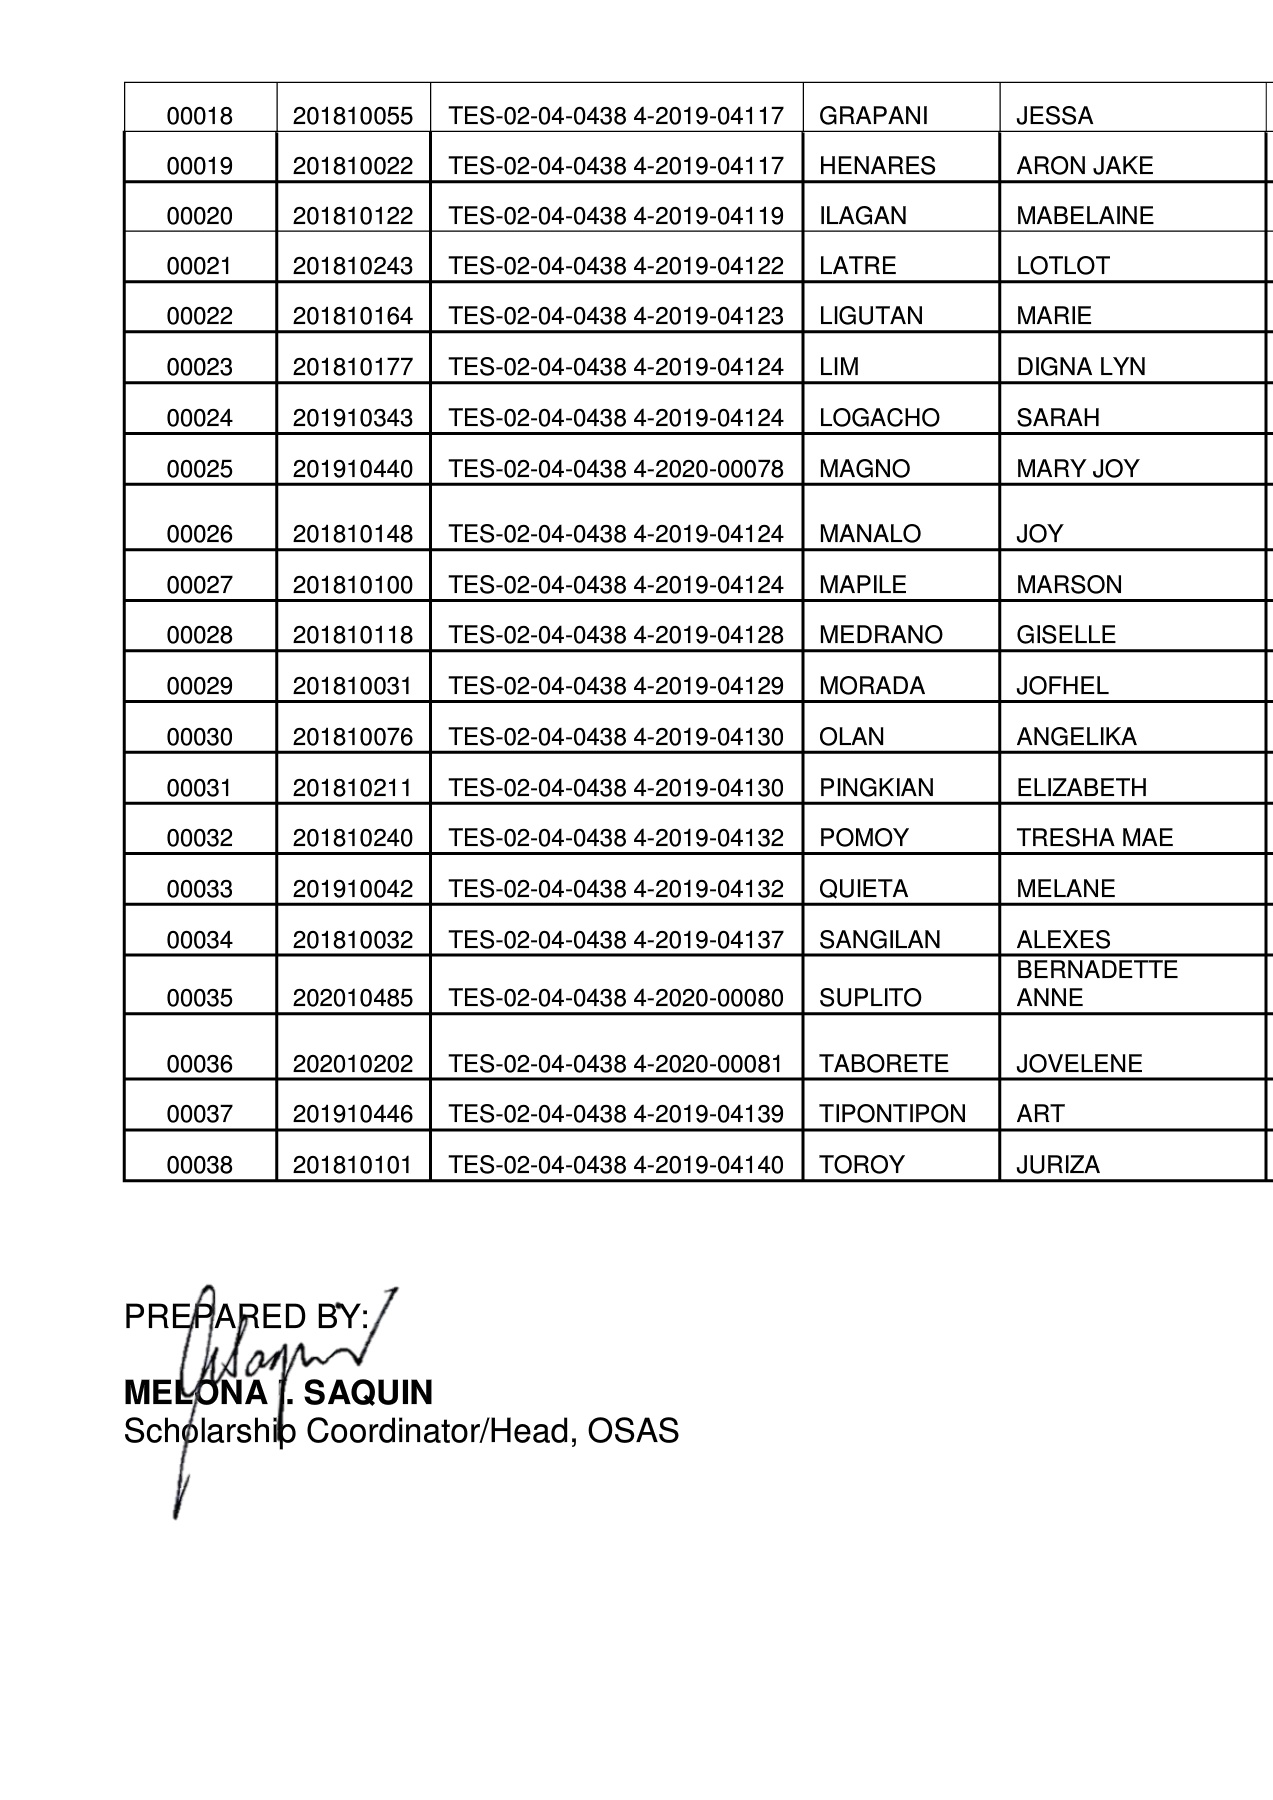 00018 201810055 TES-02-04-0438 4-2019-04117 GRAPANI JESSA
00019 201810022 TES-02-04-0438 4-2019-04117 HENARES ARON JAKE
00020 201810122 TES-02-04-0438 4-2019-04119 ILAGAN MABELAINE
00021 201810243 TES-02-04-0438 4-2019-04122 LATRE LOTLOT
00022 201810164 TES-02-04-0438 4-2019-04123 LIGUTAN MARIE
00023 201810177 TES-02-04-0438 4-2019-04124 LIM DIGNA LYN
00024 201910343 TES-02-04-0438 4-2019-04124 LOGACHO SARAH
00025 201910440 TES-02-04-0438 4-2020-00078 MAGNO MARY JOY
00026 201810148 TES-02-04-0438 4-2019-04124 MANALO JOY
00027 201810100 TES-02-04-0438 4-2019-04124 MAPILE MARSON
00028 201810118 TES-02-04-0438 4-2019-04128 MEDRANO GISELLE
00029 201810031 TES-02-04-0438 4-2019-04129 MORADA JOFHEL
00030 201810076 TES-02-04-0438 4-2019-04130 OLAN ANGELIKA
00031 201810211 TES-02-04-0438 4-2019-04130 PINGKIAN ELIZABETH
00032 201810240 TES-02-04-0438 4-2019-04132 POMOY TRESHA MAE
00033 201910042 TES-02-04-0438 4-2019-04132 QUIETA MELANE
00034 201810032 TES-02-04-0438 4-2019-04137 SANGILAN ALEXES
00035 202010485 TES-02-04-0438 4-2020-00080 SUPLITO BERNADETTE
ANNE
00036 202010202 TES-02-04-0438 4-2020-00081 TABORETE JOVELENE
00037 201910446 TES-02-04-0438 4-2019-04139 TIPONTIPON ART
00038 201810101 TES-02-04-0438 4-2019-04140 TOROY JURIZA
PREPARED BY:
MELONA I. SAQUIN
Scholarship Coordinator/Head, OSAS